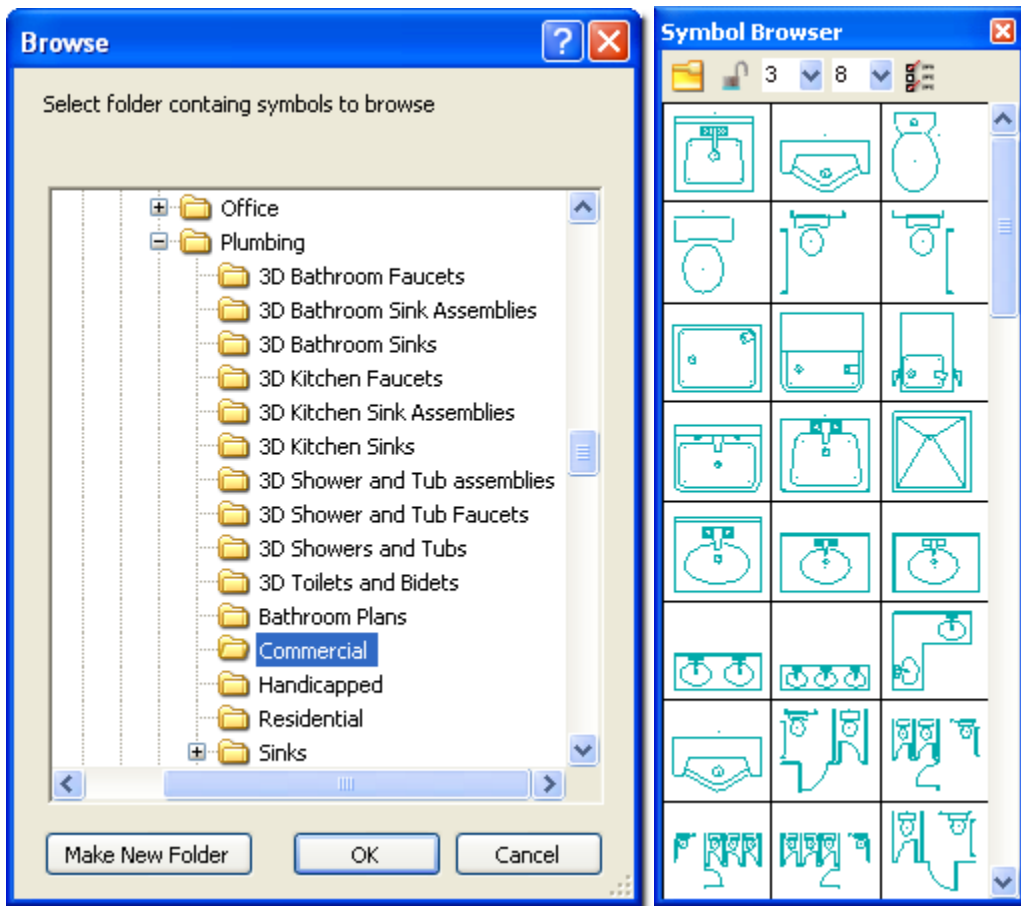 Browse
Select folder containg symbols to browse
Office
Plumbing
3D Bathroom Faucets
3D Bathroom Sink Assemblies
3D Bathroom Sinks
3D Kitchen Faucets
3D Kitchen Sink Assemblies
3D Kitchen Sinks
3D Shower and Tub assemblies
3D Shower and Tub Faucets
3D Showers and Tubs
3D Toilets and Bidets
Bathroom Plans
Commercial
Handicapped
Residential
Sinks
Make New Folder
OK
Cancel
Symbol Browser
3
8